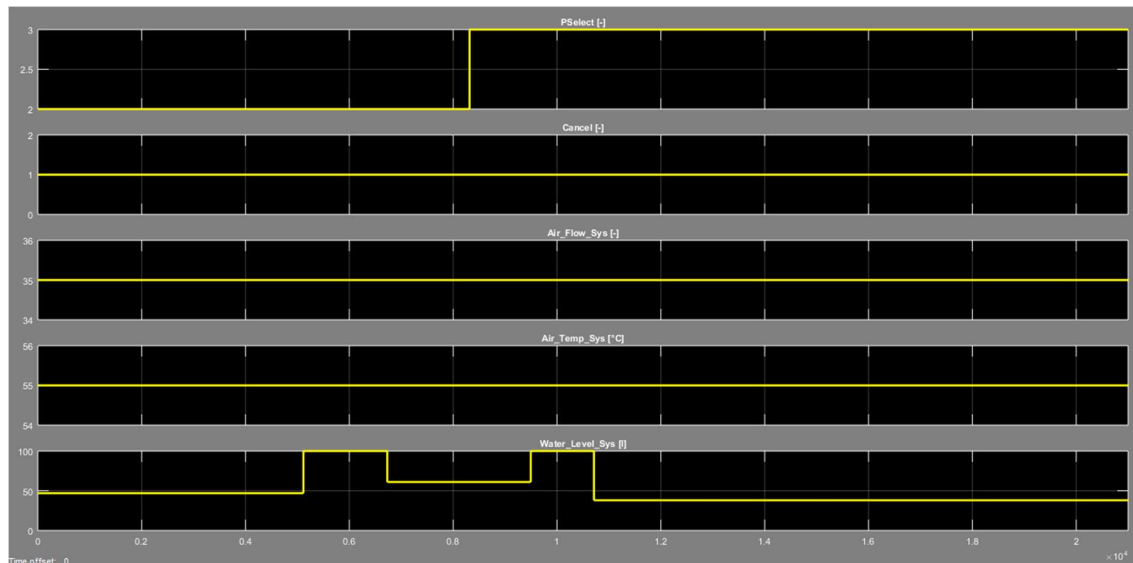 PSelect [-]
3
2.5
2
Cancel [-]
2
1
0
Air_Flow_Sys [-]
36
35
34
Air_Temp_Sys [°C]
56
55
54
Water_Level_Sys [l]
100
50
0
0 0.2 0.4 0.6 0.8 1 1.2 1.4 1.6 1.8 2
×10⁴
Time offset: 0